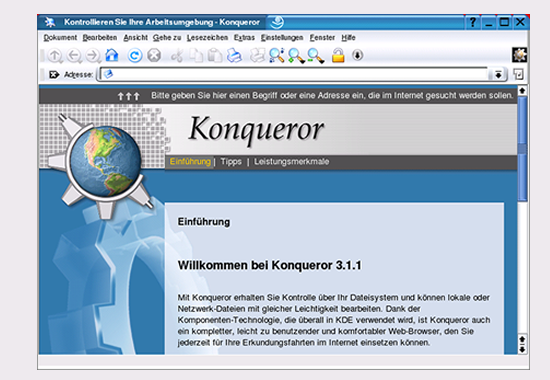 Kontrollieren Sie Ihre Arbeitsumgebung - Konqueror
Dokument Bearbeiten Ansicht Gehe zu Lesezeichen Extras Einstellungen Fenster Hilfe
Adresse:
Bitte geben Sie hier einen Begriff oder eine Adresse ein, die im Internet gesucht werden sollen.
Konqueror
Einführung | Tipps | Leistungsmerkmale
Einführung
Willkommen bei Konqueror 3.1.1
Mit Konqueror erhalten Sie Kontrolle über Ihr Dateisystem und können lokale oder
Netzwerk-Dateien mit gleicher Leichtigkeit bearbeiten. Dank der
Komponenten-Technologie, die überall in KDE verwendet wird, ist Konqueror auch
ein kompletter, leicht zu benutzender und komfortabler Web-Browser, den Sie
jederzeit für Ihre Erkundungsfahrten im Internet einsetzen können.